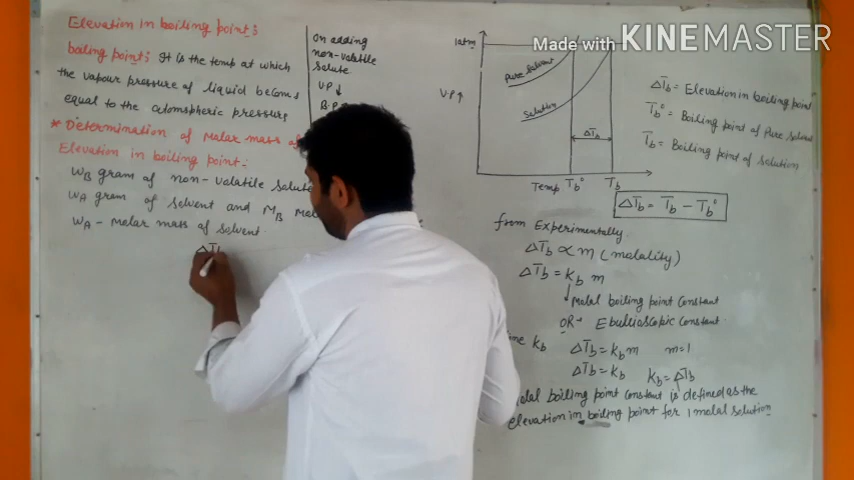 Elevation in boiling point:
boiling point: It is the temp at which
the vapour pressure of liquid becomes
equal to the atomspheric pressure
* Determination of Molar mass of
Elevation in boiling point:-
WB gram of non-volatile solute
WA gram of solvent and MB Mol
WA - Molar mass of solvent
ΔTb
on adding
non-volatile
solute
V.P↓
B.P
Made with KINEMASTER
1atm
Pure solvent
Solution
V.P↑
ΔTb
Temp Tb° Tb
ΔTb = Elevation in boiling point
Tb° = Boiling point of Pure solvent
Tb = Boiling point of solution
ΔTb = Tb - Tb°
from Experimentally
ΔTb ∝ m (molality)
ΔTb = kb m
Molal boiling point Constant
OR→ Ebullioscopic Constant
ine kb ΔTb = kb m m=1
ΔTb = kb kb = ΔTb
olal boiling point constant is defined as the
elevation in boiling point for 1 molal solution